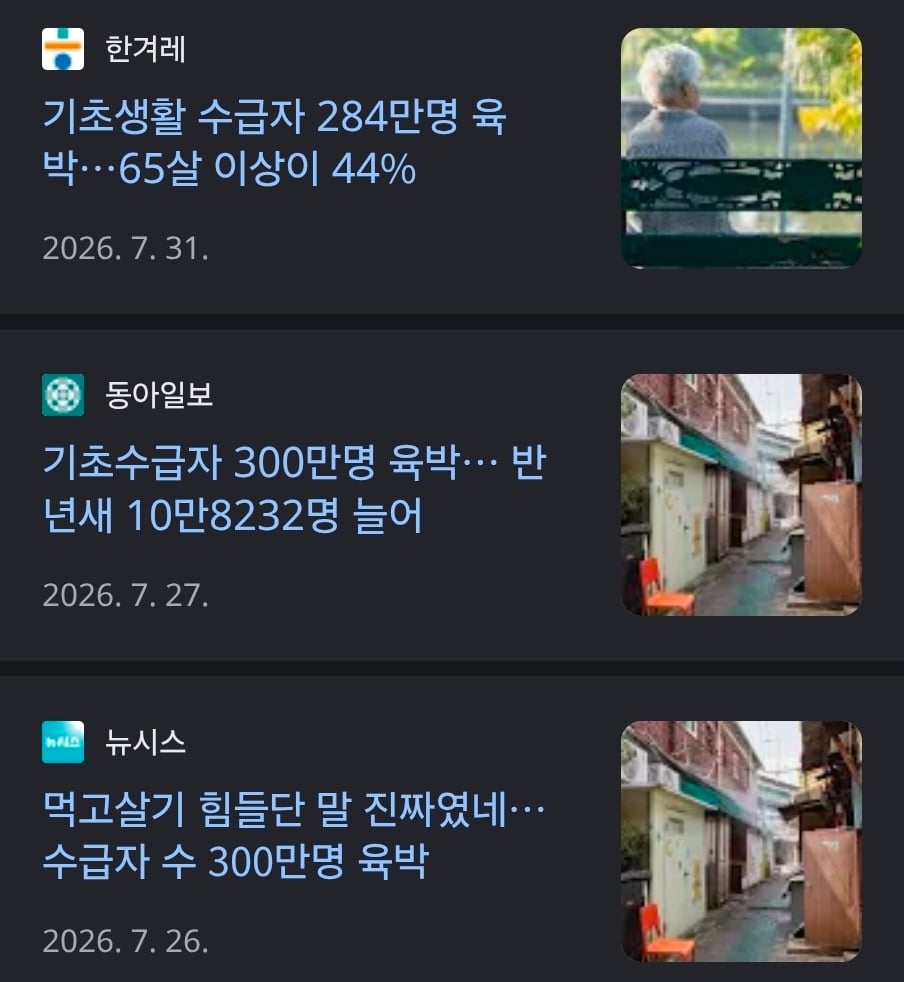 한겨레
기초생활 수급자 284만명 육
박…65살 이상이 44%
2026. 7. 31.
동아일보
기초수급자 300만명 육박… 반
년새 10만8232명 늘어
2026. 7. 27.
뉴시스
뉴시스
먹고살기 힘들단 말 진짜였네…
수급자 수 300만명 육박
2026. 7. 26.